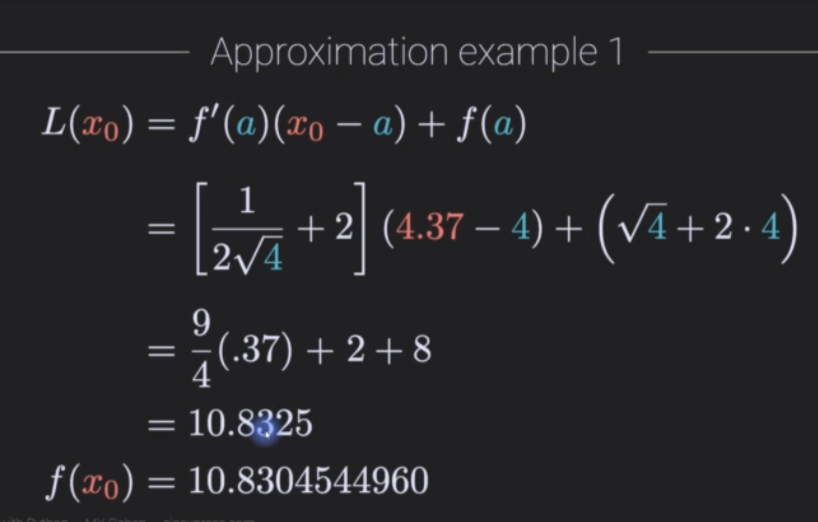 Approximation example 1
L(x₀) = f′(a)(x₀ − a) + f(a)
= [1/(2√4) + 2] (4.37 − 4) + (√4 + 2 · 4)
= 9/4 (.37) + 2 + 8
= 10.8325
f(x₀) = 10.8304544960